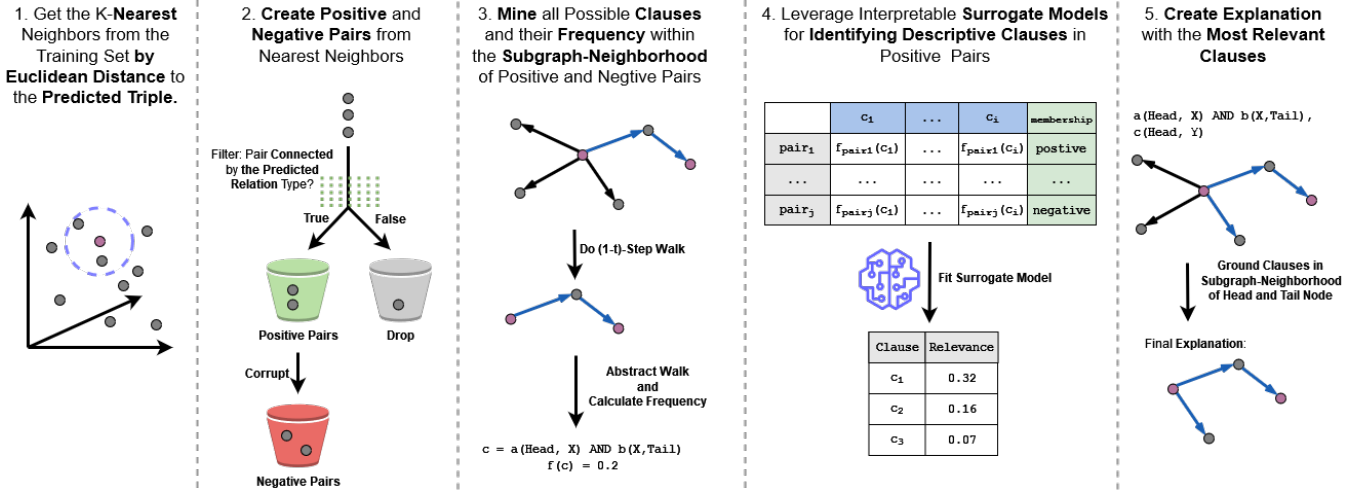 1. Get the K-Nearest
Neighbors from the
Training Set by
Euclidean Distance to
the Predicted Triple.
2. Create Positive and
Negative Pairs from
Nearest Neighbors
Filter: Pair Connected
by the Predicted
Relation Type?
True
False
Positive Pairs
Drop
Corrupt
Negative Pairs
3. Mine all Possible Clauses
and their Frequency within
the Subgraph-Neighborhood
of Positive and Negtive Pairs
Do (1-t)-Step Walk
Abstract Walk
and
Calculate Frequency
c = a(Head, X) AND b(X,Tail)
f(c) = 0.2
4. Leverage Interpretable Surrogate Models
for Identifying Descriptive Clauses in
Positive Pairs
c1 ... ci membership
pair1 fpair1(c1) ... fpair1(ci) postive
... ... ... ... ...
pairj fpairj(c1) ... fpairj(ci) negative
Fit Surrogate Model
Clause Relevance
c1 0.32
c2 0.16
c3 0.07
5. Create Explanation
with the Most Relevant
Clauses
a(Head, X) AND b(X,Tail),
c(Head, Y)
Ground Clauses in
Subgraph-Neighborhood
of Head and Tail Node
Final Explanation: